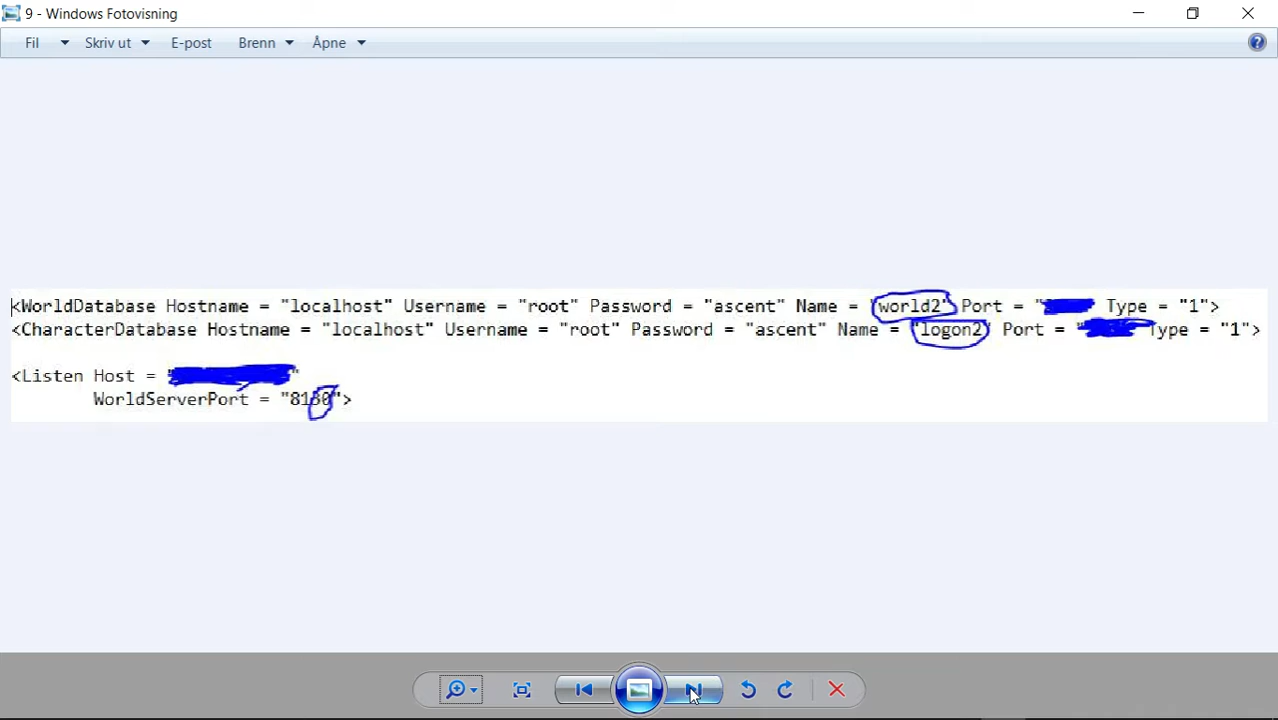 9 - Windows Fotovisning
Fil Skriv ut E-post Brenn Åpne
<WorldDatabase Hostname = "localhost" Username = "root" Password = "ascent" Name = "world2" Port = " Type = "1">
<CharacterDatabase Hostname = "localhost" Username = "root" Password = "ascent" Name = "logon2" Port = " Type = "1">
<Listen Host = "
WorldServerPort = "8130">